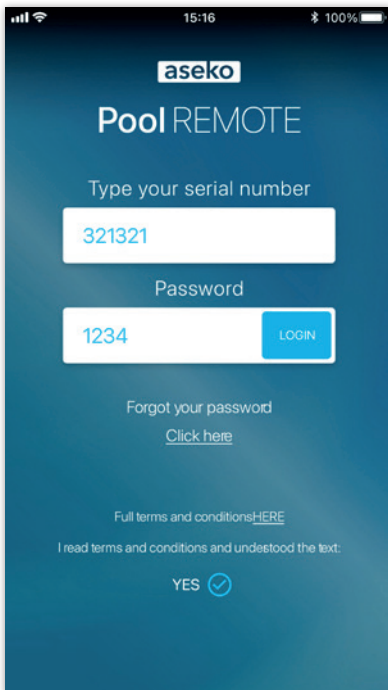 15:16
100%
aseko
Pool REMOTE
Type your serial number
321321
Password
1234
LOGIN
Forgot your password
Click here
Full terms and conditionsHERE
I read terms and conditions and understood the text:
YES